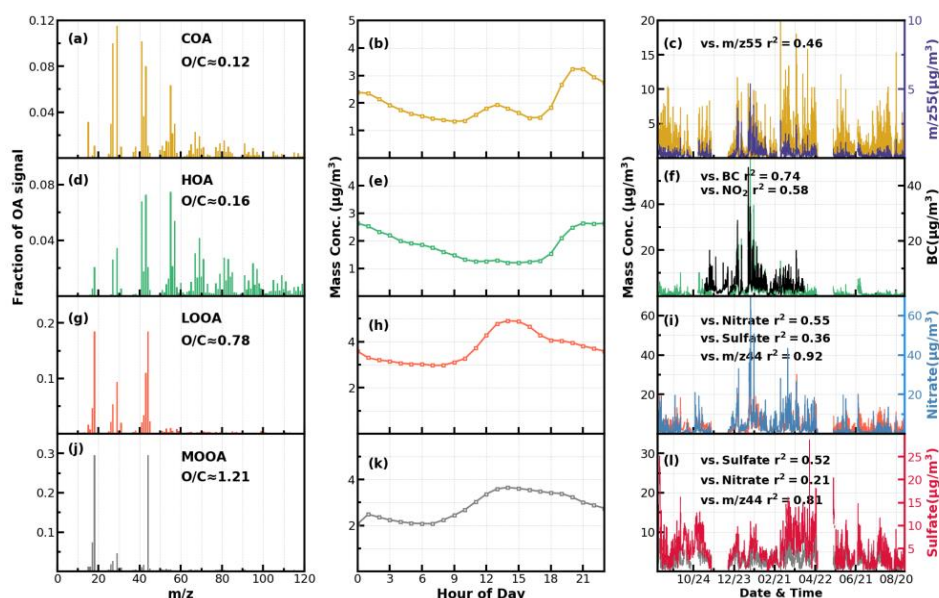 (a)
COA
O/C≈0.12
0.12
0.08
0.04
(b)
5
4
3
2
1
(c)
vs. m/z55 r² = 0.46
20
15
10
5
10
5
0
m/z55(μg/m³)
(d)
HOA
O/C≈0.16
0.08
0.04
(e)
4
3
2
1
(f)
vs. BC r² = 0.74
vs. NO₂ r² = 0.58
60
40
20
40
20
0
BC(μg/m³)
(g)
LOOA
O/C≈0.78
0.2
0.1
(h)
4
2
(i)
vs. Nitrate r² = 0.55
vs. Sulfate r² = 0.36
vs. m/z44 r² = 0.92
60
40
20
60
40
20
0
Nitrate(μg/m³)
(j)
MOOA
O/C≈1.21
0.3
0.2
0.1
(k)
4
2
(l)
vs. Sulfate r² = 0.52
vs. Nitrate r² = 0.21
vs. m/z44 r² = 0.81
30
20
10
25
20
15
10
5
0
Sulfate(μg/m³)
Fraction of OA signal
Mass Conc. (μg/m³)
Mass Conc. (μg/m³)
0 20 40 60 80 100 120
m/z
0 3 6 9 12 15 18 21
Hour of Day
10/24 12/23 02/21 04/22 06/21 08/20
Date & Time